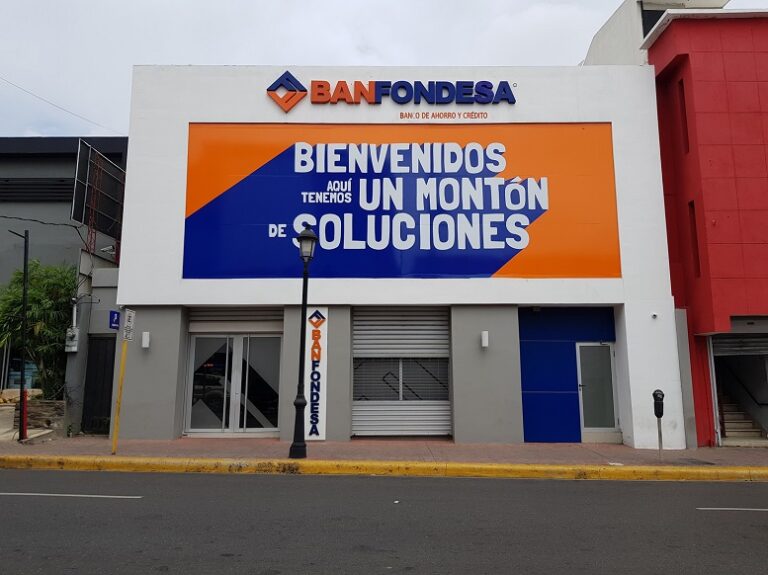 BANFONDESA
BANCO DE AHORRO Y CRÉDITO
BIENVENIDOS
AQUÍ TENEMOS UN MONTÓN
DE SOLUCIONES
BANFONDESA